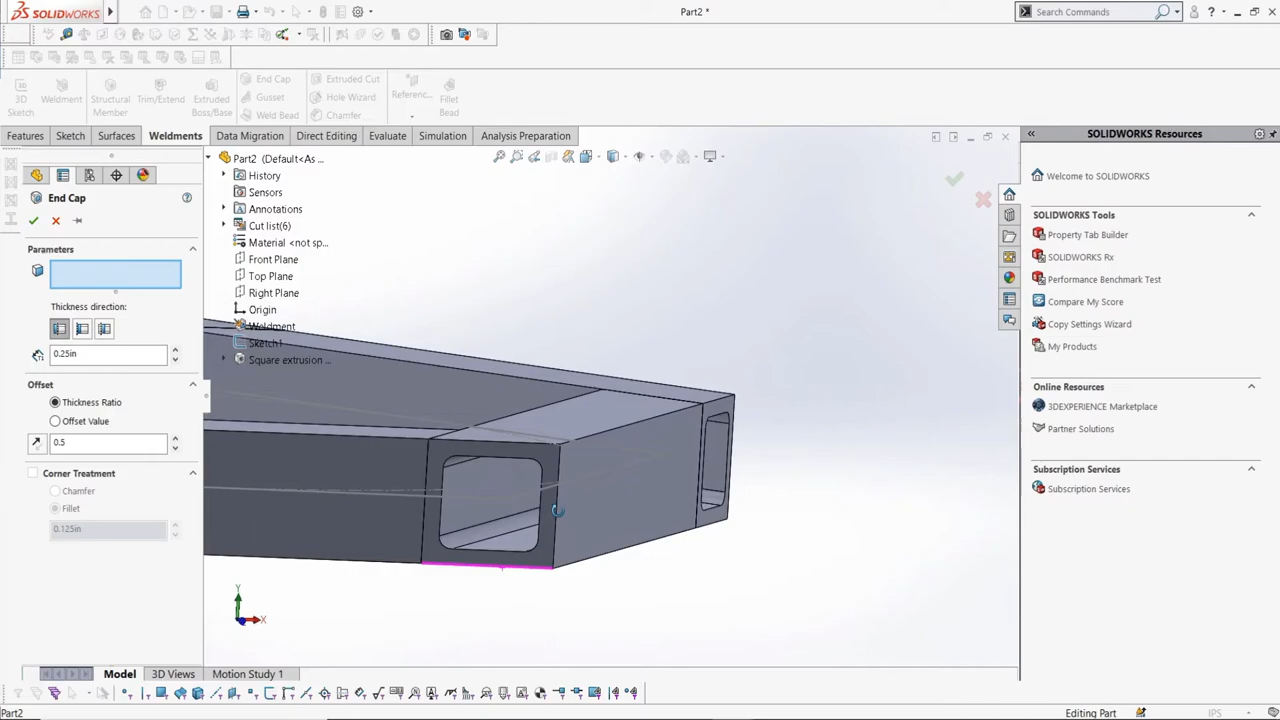 SOLIDWORKS
Part2 *
Search Commands
?
3D Sketch
Weldment
Structural Member
Trim/Extend
Extruded Boss/Base
End Cap
Gusset
Weld Bead
Extruded Cut
Hole Wizard
Chamfer
Referenc...
Fillet Bead
Features
Sketch
Surfaces
Weldments
Data Migration
Direct Editing
Evaluate
Simulation
Analysis Preparation
End Cap
Parameters
Thickness direction:
0.25in
Offset
Thickness Ratio
Offset Value
0.5
Corner Treatment
Chamfer
Fillet
0.125in
Part2 (Default<As ...
History
Sensors
Annotations
Cut list(6)
Material <not sp...
Front Plane
Top Plane
Right Plane
Origin
Weldment
Sketch1
Square extrusion ...
Y
X
SOLIDWORKS Resources
Welcome to SOLIDWORKS
SOLIDWORKS Tools
Property Tab Builder
SOLIDWORKS Rx
Performance Benchmark Test
Compare My Score
Copy Settings Wizard
My Products
Online Resources
3DEXPERIENCE Marketplace
Partner Solutions
Subscription Services
Subscription Services
Model
3D Views
Motion Study 1
Part2
Editing Part
IPS